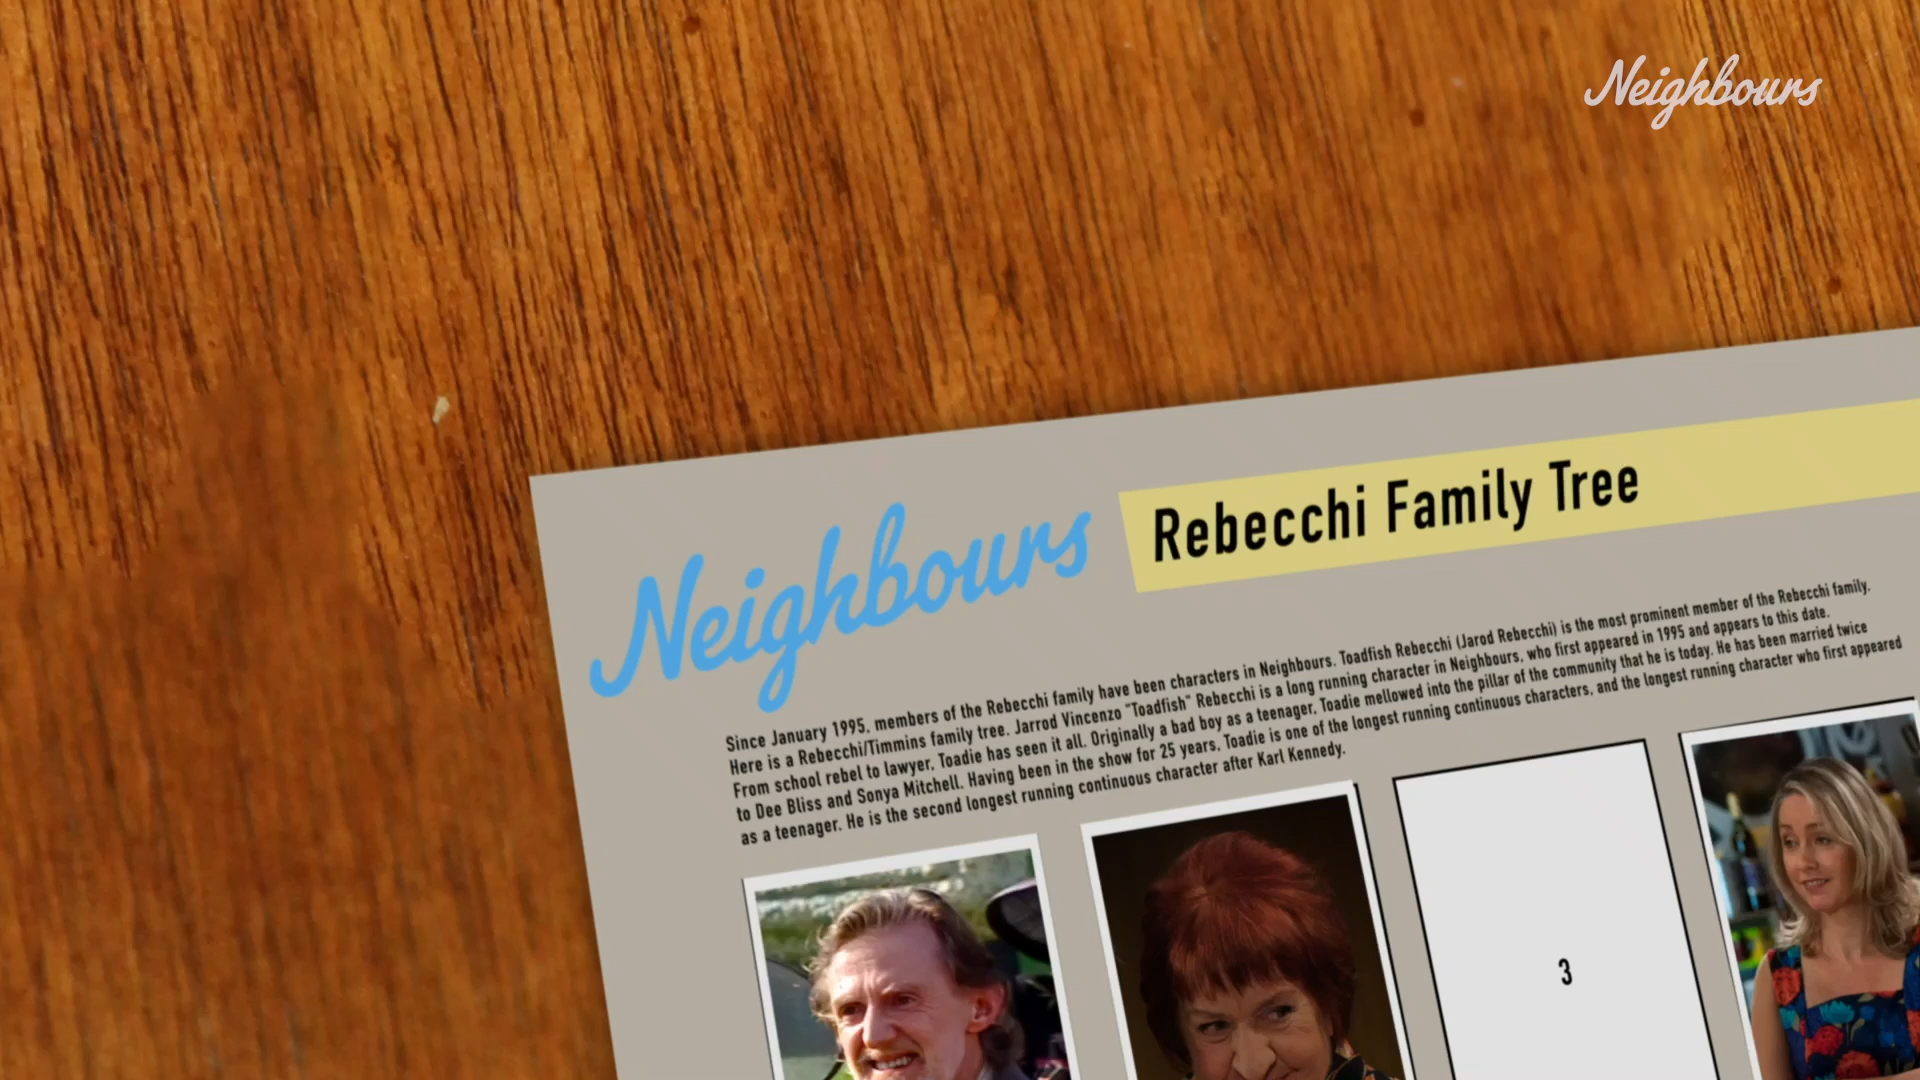 Neighbours
Neighbours
Rebecchi Family Tree
Since January 1995, members of the Rebecchi family have been characters in Neighbours. Toadfish Rebecchi (Jarod Rebecchi) is the most prominent member of the Rebecchi family.
Here is a Rebecchi/Timmins family tree. Jarrod Vincenzo "Toadfish" Rebecchi is a long running character in Neighbours, who first appeared in 1995 and appears to this date.
From school rebel to lawyer, Toadie has seen it all. Originally a bad boy as a teenager, Toadie mellowed into the pillar of the community that he is today. He has been married twice
to Dee Bliss and Sonya Mitchell. Having been in the show for 25 years, Toadie is one of the longest running continuous characters, and the longest running character who first appeared
as a teenager. He is the second longest running continuous character after Karl Kennedy.
3